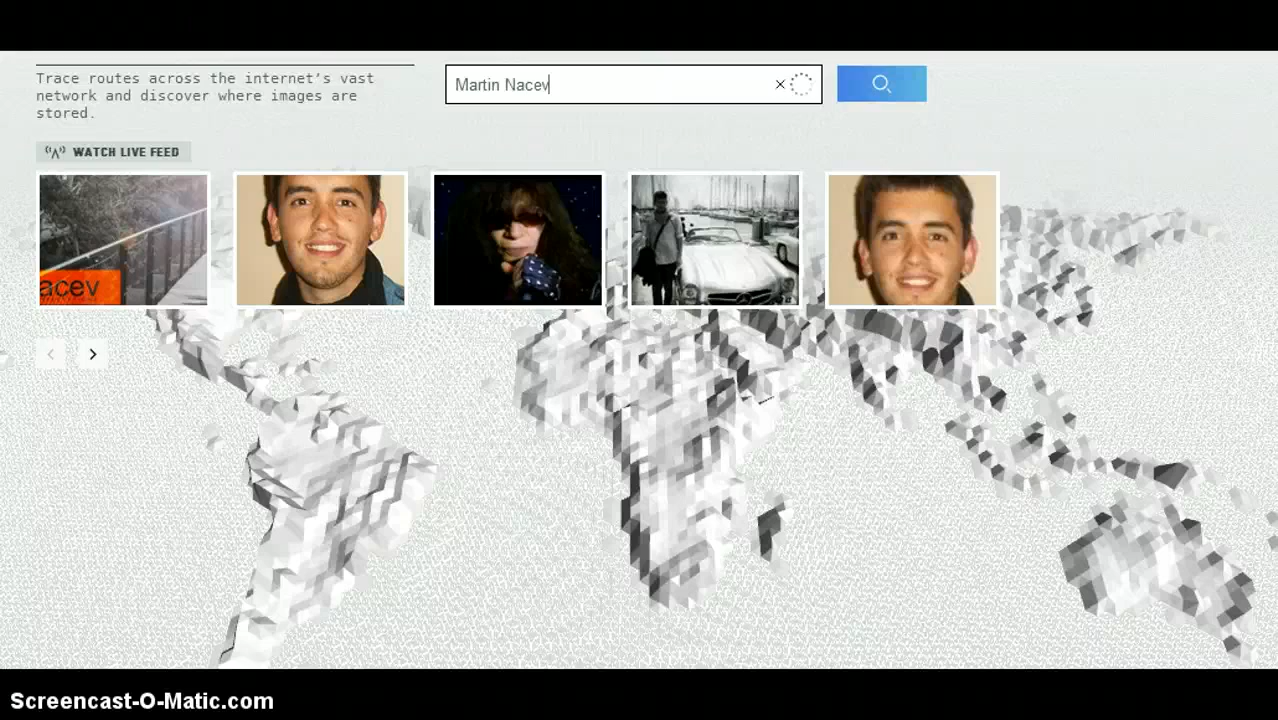 Trace routes across the internet's vast
network and discover where images are
stored.
Martin Nacev
WATCH LIVE FEED
acev
Screencast-O-Matic.com